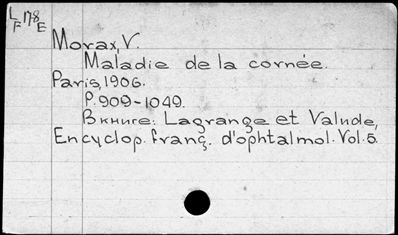 L 178
F E
Morax, V.
Maladie de la cornée.
Paris, 1906.
P. 909-1049.
В книге: Lagrange et Valude,
Encyclop. franç. d'ophtalmol. Vol. 5.